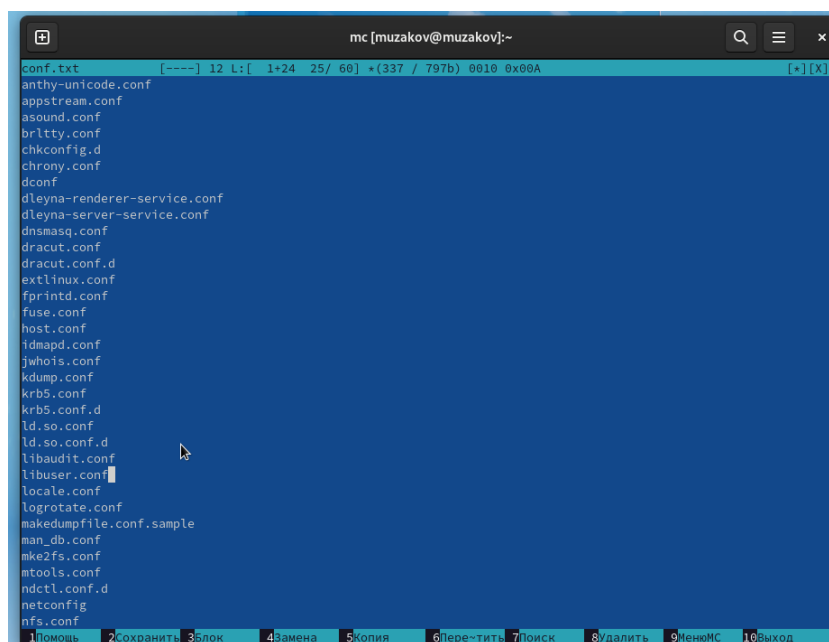 mc [muzakov@muzakov]:~
conf.txt [----] 12 L:[ 1+24 25/ 60] *(337 / 797b) 0010 0x00A [*][X]
anthy-unicode.conf
appstream.conf
asound.conf
brltty.conf
chkconfig.d
chrony.conf
dconf
dleyna-renderer-service.conf
dleyna-server-service.conf
dnsmasq.conf
dracut.conf
dracut.conf.d
extlinux.conf
fprintd.conf
fuse.conf
host.conf
idmapd.conf
jwhois.conf
kdump.conf
krb5.conf
krb5.conf.d
ld.so.conf
ld.so.conf.d
libaudit.conf
libuser.conf
locale.conf
logrotate.conf
makedumpfile.conf.sample
man_db.conf
mke2fs.conf
mtools.conf
ndctl.conf.d
netconfig
nfs.conf
1Помощь 2Сохранить 3Блок 4Замена 5Копия 6Пере~тить 7Поиск 8Удалить 9МенюMC 10Выход